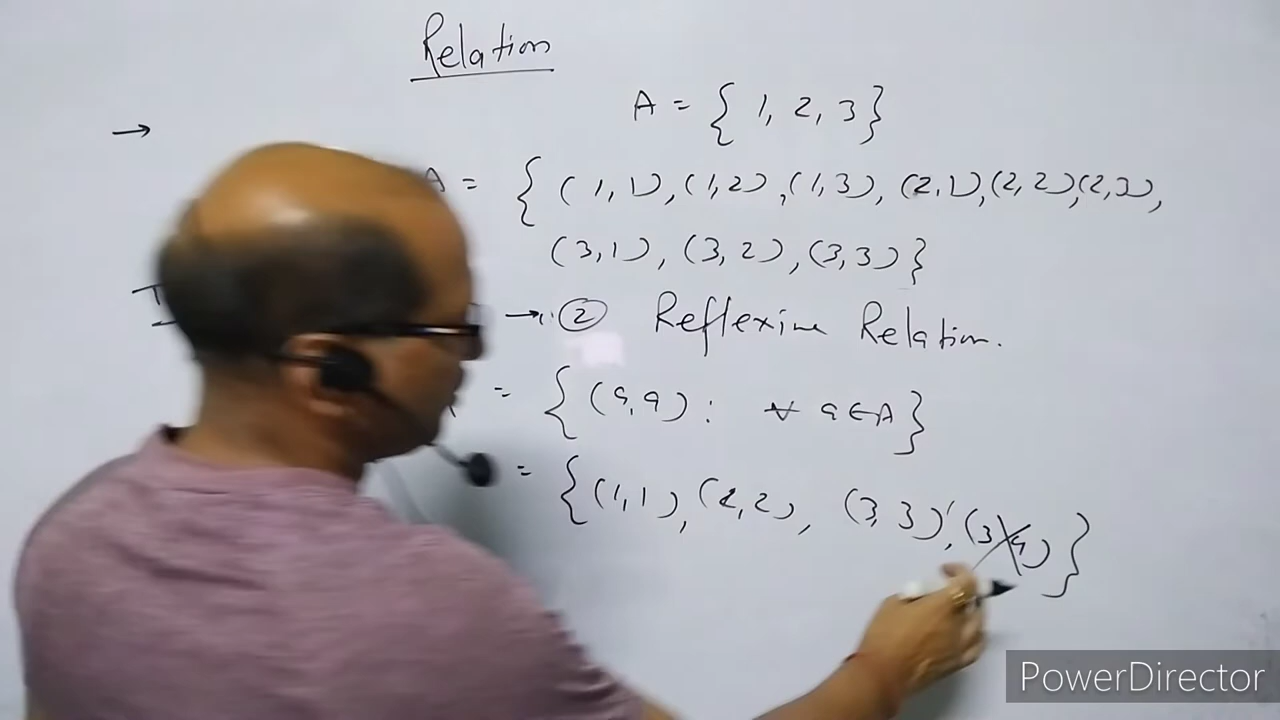 Relation
A = { 1, 2, 3}
A = { (1,1), (1,2), (1,3), (2,1), (2,2), (2,3),
(3,1), (3,2), (3,3)}
→ ② Reflexive Relation.
= { (a,a) : ∀ a ∈ A }
= { (1,1), (2,2), (3,3), (3,4) }
PowerDirector